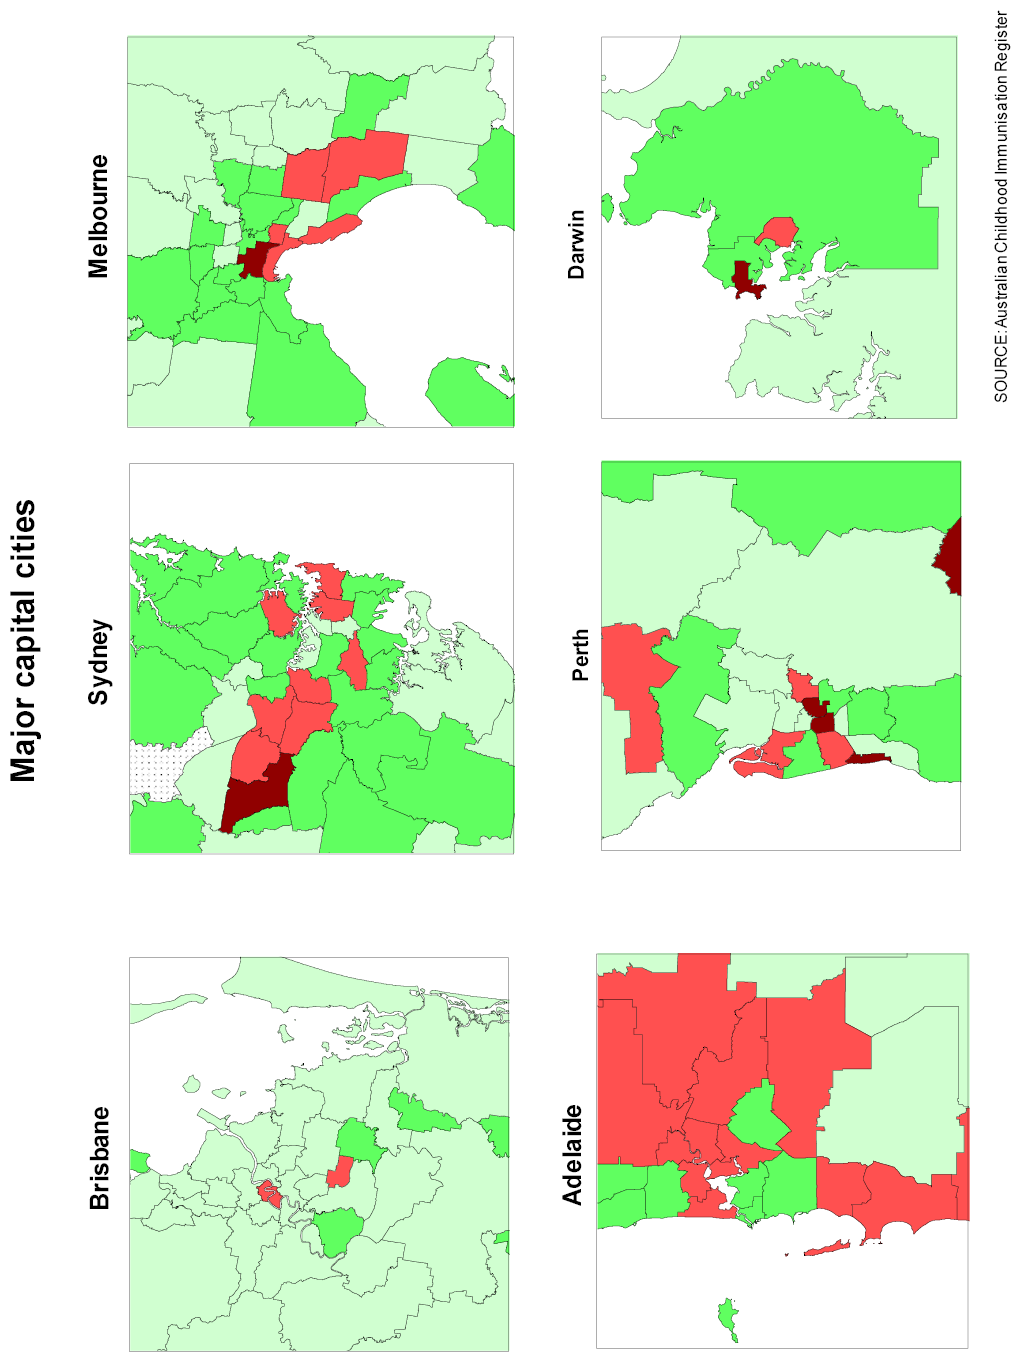 Major capital cities
Brisbane
Sydney
Melbourne
Adelaide
Perth
Darwin
SOURCE: Australian Childhood Immunisation Register